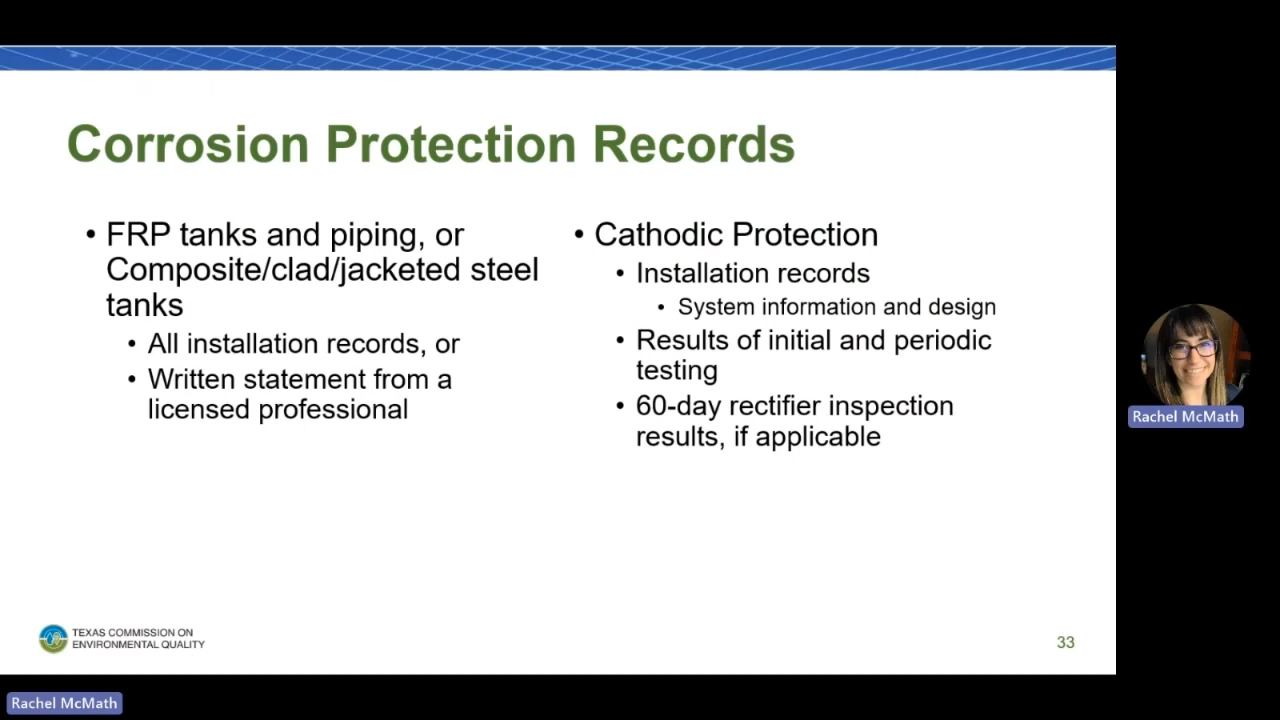 Corrosion Protection Records
• FRP tanks and piping, or
Composite/clad/jacketed steel
tanks
• All installation records, or
• Written statement from a
licensed professional
• Cathodic Protection
• Installation records
• System information and design
• Results of initial and periodic
testing
• 60-day rectifier inspection
results, if applicable
TEXAS COMMISSION ON
ENVIRONMENTAL QUALITY
33
Rachel McMath
Rachel McMath